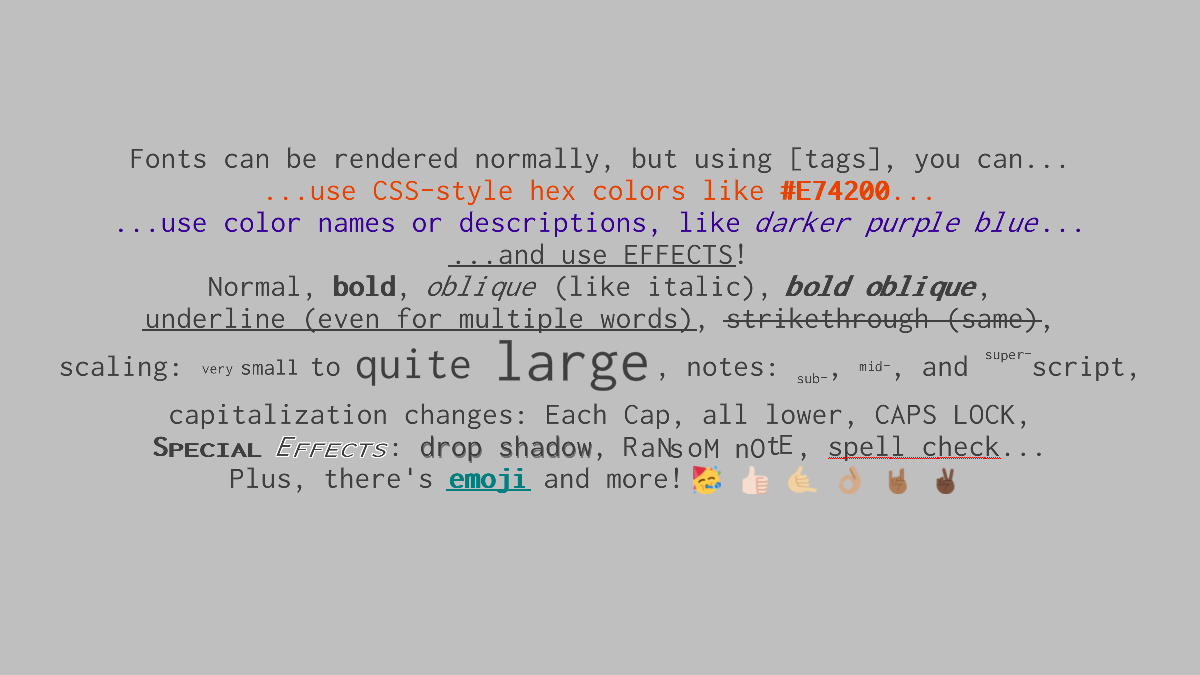 Fonts can be rendered normally, but using [tags], you can...
...use CSS-style hex colors like #E74200...
...use color names or descriptions, like darker purple blue...
...and use EFFECTS!
Normal, bold, oblique (like italic), bold oblique,
underline (even for multiple words), strikethrough (same),
scaling: very small to quite large, notes: sub-, mid-, and super-script,
capitalization changes: Each Cap, all lower, CAPS LOCK,
Special Effects: drop shadow, RaNsoM nOtE, spell check...
Plus, there's emoji and more! 🥳 👍🏻 🤙🏼 👌🏽 🤘🏾 ✌🏿